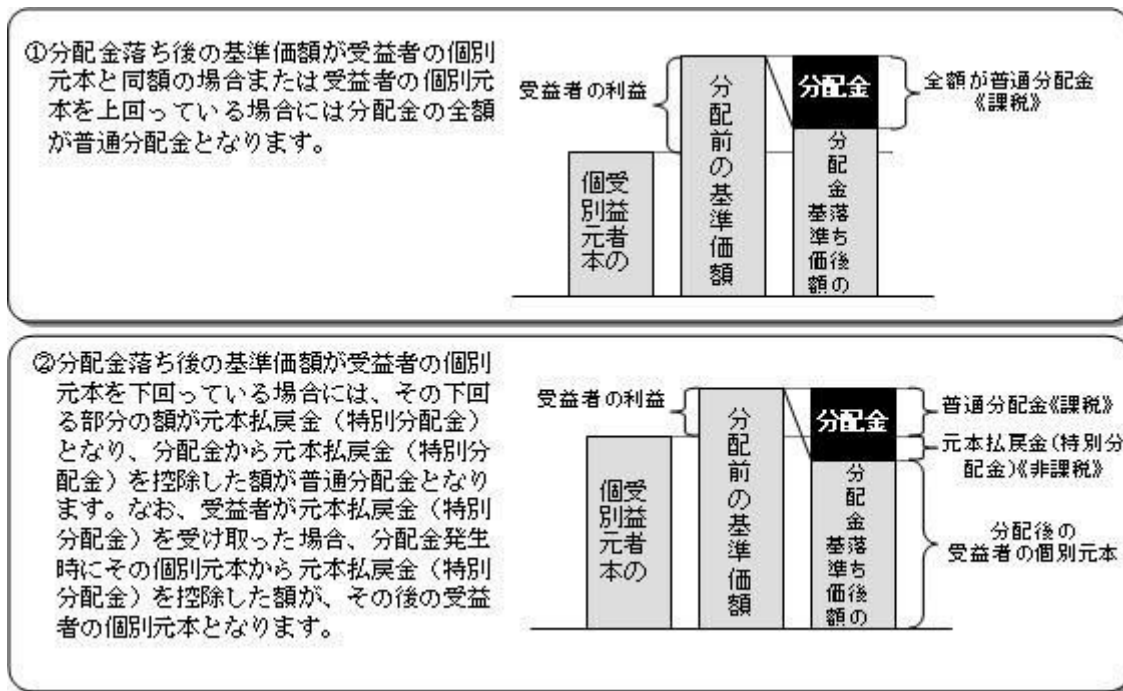 ①分配金落ち後の基準価額が受益者の個別
元本と同額の場合または受益者の個別元
本を上回っている場合には分配金の全額
が普通分配金となります。
受益者の利益
受益者の
個別元本
分配前の基準価額
分配金
分配金落ち後の
基準価額
全額が普通分配金
《課税》
②分配金落ち後の基準価額が受益者の個別
元本を下回っている場合には、その下回
る部分の額が元本払戻金（特別分配金）
となり、分配金から元本払戻金（特別分
配金）を控除した額が普通分配金となり
ます。なお、受益者が元本払戻金（特別
分配金）を受け取った場合、分配金発生
時にその個別元本から元本払戻金（特別
分配金）を控除した額が、その後の受益
者の個別元本となります。
受益者の利益
受益者の
個別元本
分配前の基準価額
分配金
分配金落ち後の
基準価額
普通分配金《課税》
元本払戻金(特別分
配金)《非課税》
分配後の
受益者の個別元本